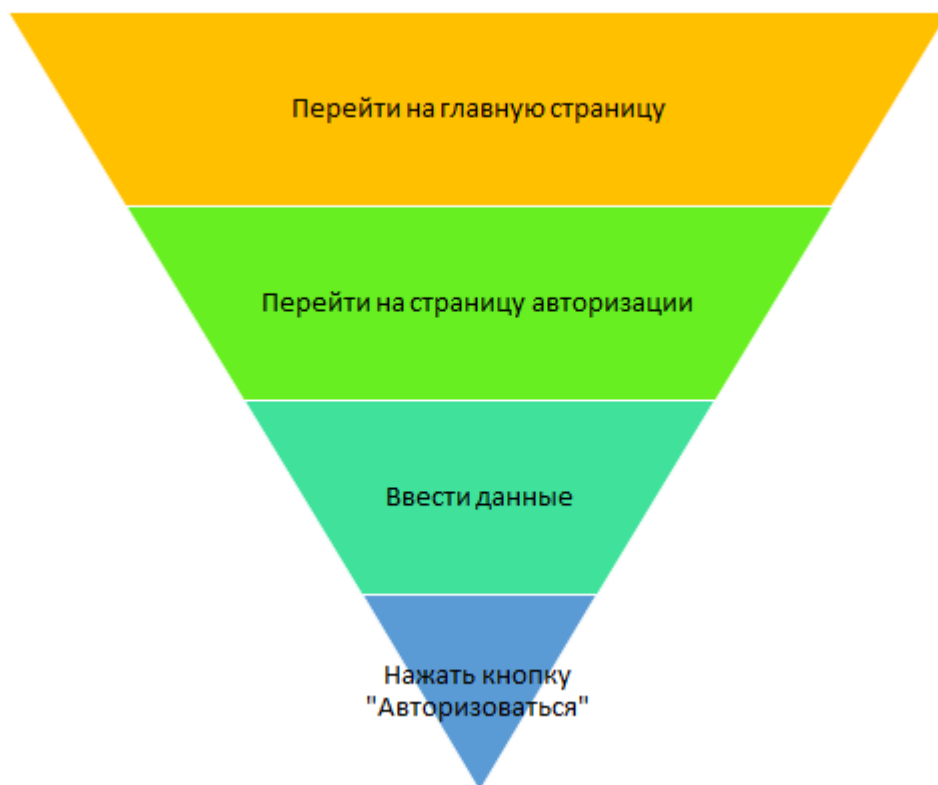 Перейти на главную страницу
Перейти на страницу авторизации
Ввести данные
Нажать кнопку
"Авторизоваться"